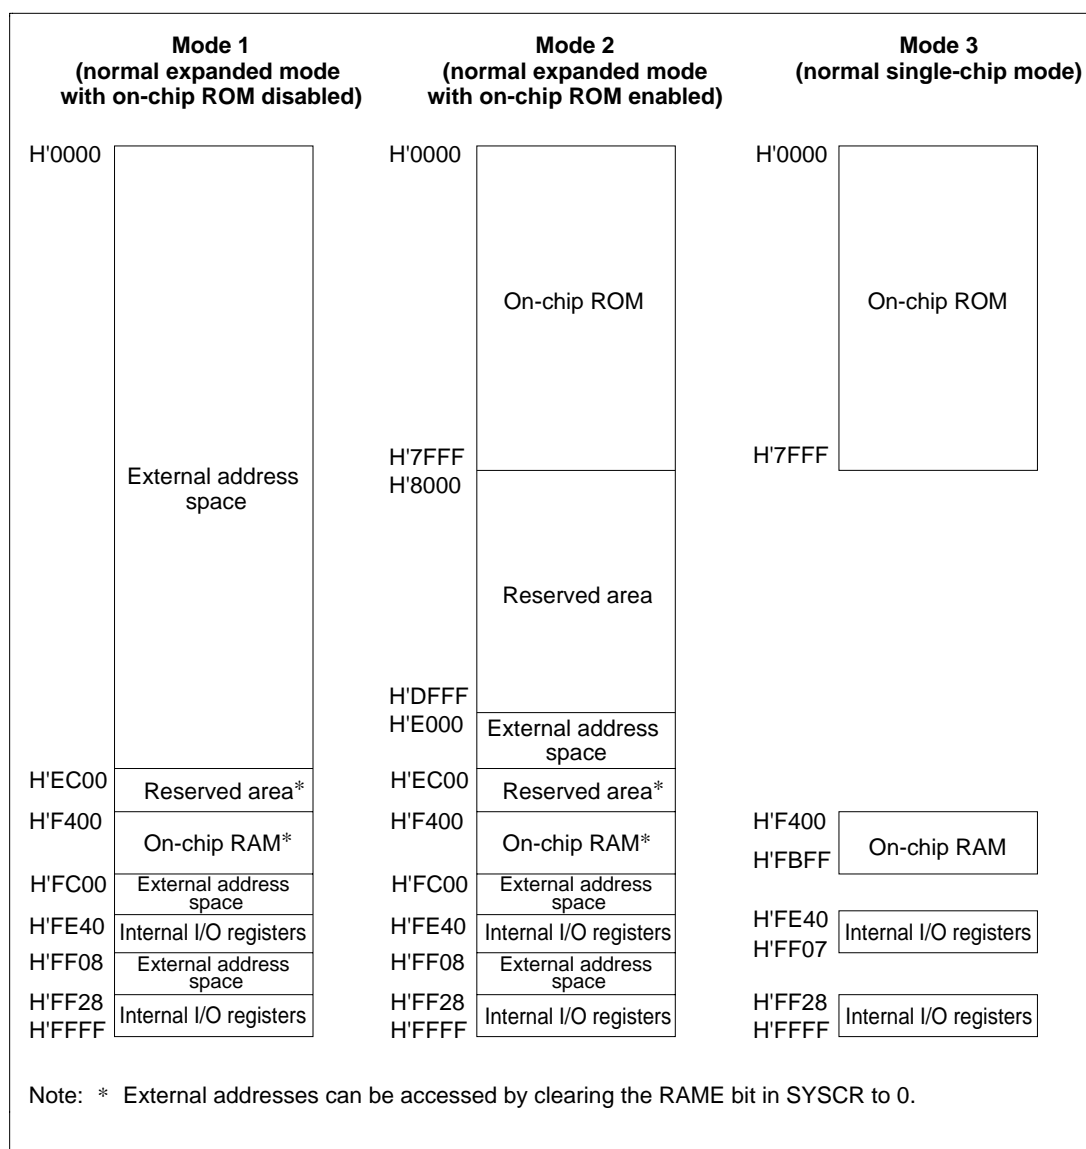 Mode 1
(normal expanded mode
with on-chip ROM disabled)
H'0000
External address
space
H'EC00
Reserved area*
H'F400
On-chip RAM*
H'FC00
External address
space
H'FE40
Internal I/O registers
H'FF08
External address
space
H'FF28
Internal I/O registers
H'FFFF
Mode 2
(normal expanded mode
with on-chip ROM enabled)
H'0000
On-chip ROM
H'7FFF
H'8000
Reserved area
H'DFFF
H'E000
External address
space
H'EC00
Reserved area*
H'F400
On-chip RAM*
H'FC00
External address
space
H'FE40
Internal I/O registers
H'FF08
External address
space
H'FF28
Internal I/O registers
H'FFFF
Mode 3
(normal single-chip mode)
H'0000
On-chip ROM
H'7FFF
H'F400
On-chip RAM
H'FBFF
H'FE40
Internal I/O registers
H'FF07
H'FF28
Internal I/O registers
H'FFFF
Note: * External addresses can be accessed by clearing the RAME bit in SYSCR to 0.